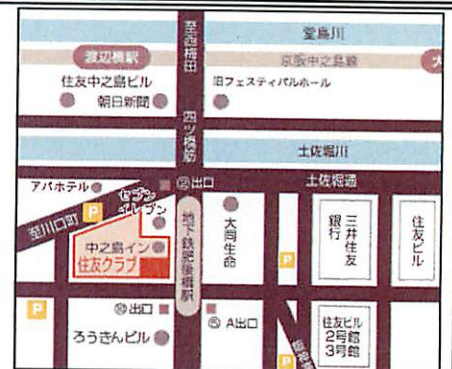 堂島川
至西梅田
渡辺橋駅
京阪中之島線
大
住友中之島ビル
朝日新聞
旧フェスティバルホール
四ツ橋筋
土佐堀川
アパホテル
セブン
イレブン
②出口
土佐堀通
P
至川口町
中之島イン
住友クラブ
地下鉄肥後橋駅
大同生命
P
三井住友
銀行
住友ビル
P
⑩出口
ろうきんビル
⑤A出口
P
住友ビル
2号館
3号館